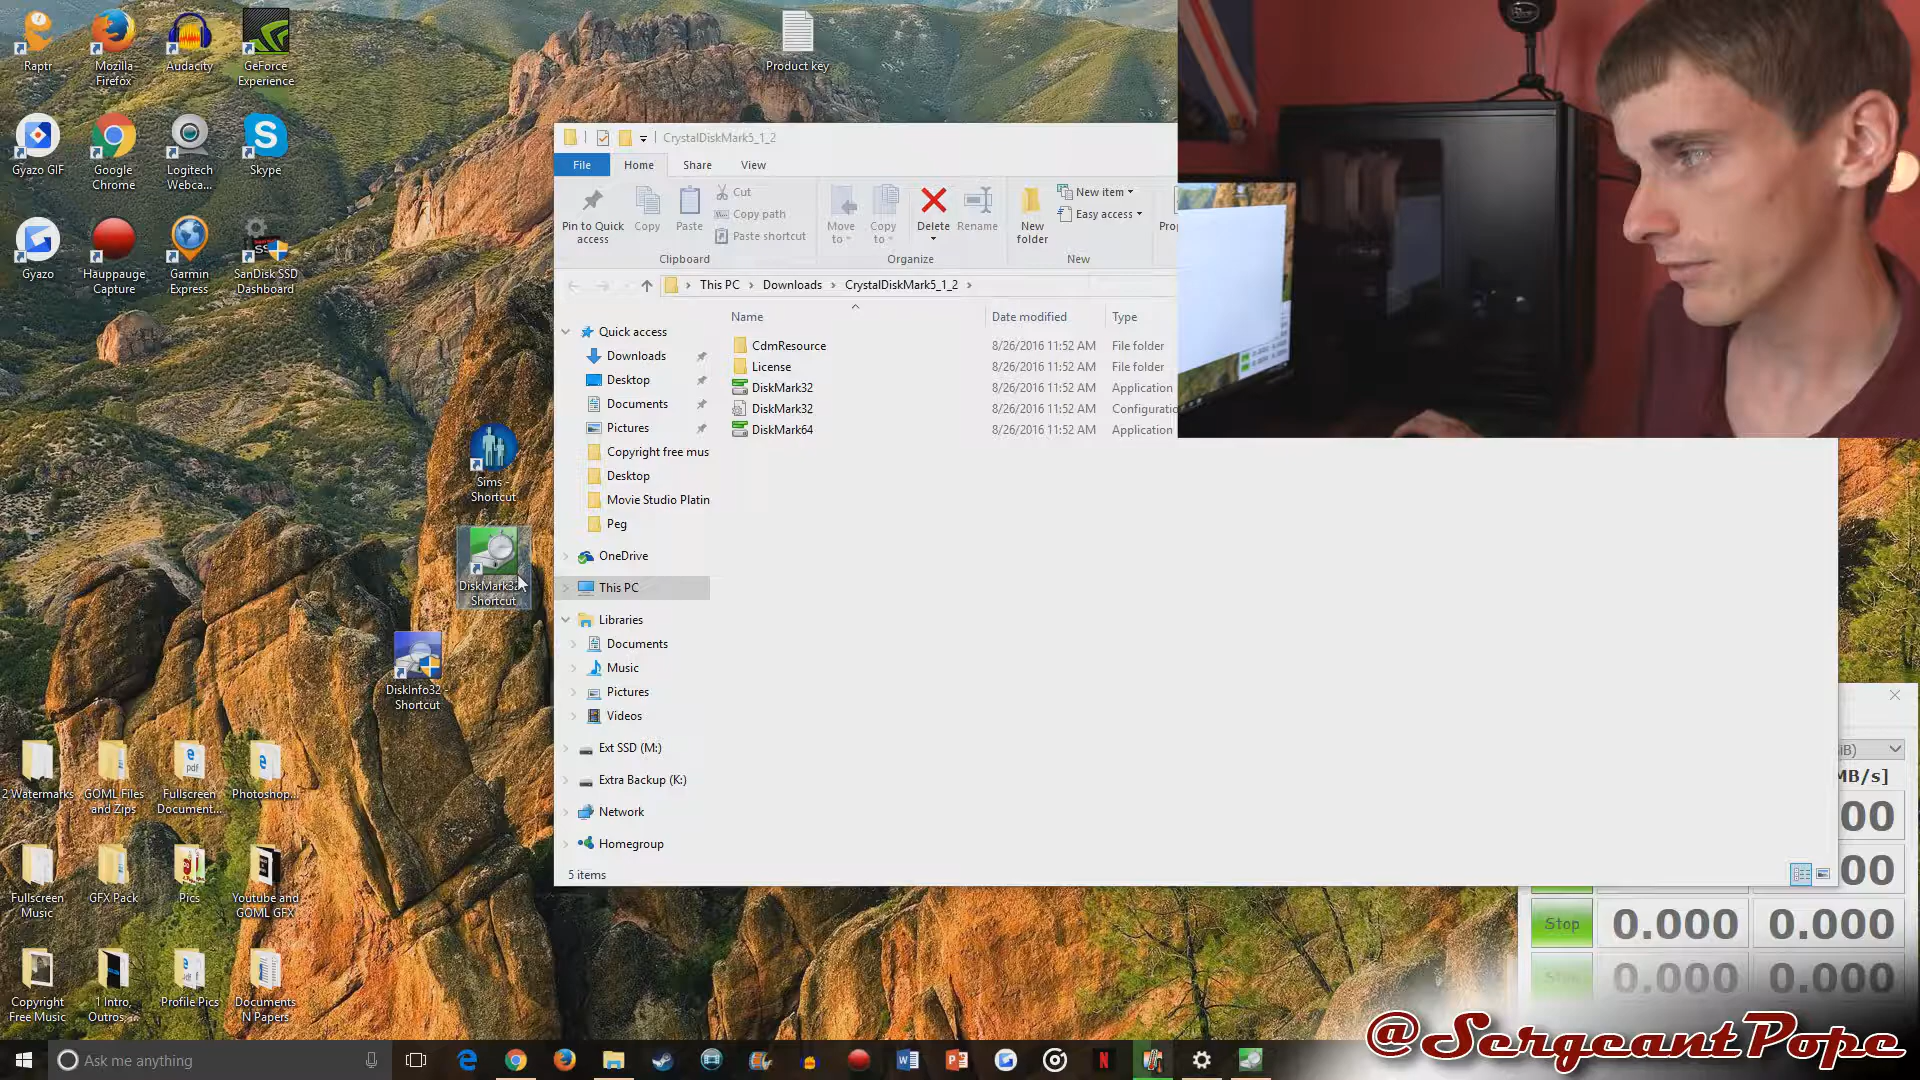 Raptr
Mozilla
Firefox
Audacity
GeForce
Experience
Product key
Gyazo GIF
Google
Chrome
Logitech
Webca...
Skype
Gyazo
Hauppauge
Capture
Garmin
Express
SanDisk SSD
Dashboard
CrystalDiskMark5_1_2
File Home Share View
Pin to Quick
access
Copy
Paste
Cut
Copy path
Paste shortcut
Clipboard
Move
to
Copy
to
Delete
Rename
Organize
New
folder
New item
Easy access
New
This PC > Downloads > CrystalDiskMark5_1_2 >
Name Date modified Type
CdmResource 8/26/2016 11:52 AM File folder
License 8/26/2016 11:52 AM File folder
DiskMark32 8/26/2016 11:52 AM Application
DiskMark32 8/26/2016 11:52 AM Configuratio
DiskMark64 8/26/2016 11:52 AM Application
Quick access
Downloads
Desktop
Documents
Pictures
Copyright free mus
Desktop
Movie Studio Platin
Peg
OneDrive
This PC
Libraries
Documents
Music
Pictures
Videos
Ext SSD (M:)
Extra Backup (K:)
Network
Homegroup
5 items
Sims -
Shortcut
DiskMark32
Shortcut
DiskInfo32 -
Shortcut
2 Watermarks
GOML Files
and Zips
Fullscreen
Document...
Photoshop...
Fullscreen
Music
GFX Pack
Pics
Youtube and
GOML GFX
Copyright
Free Music
1 Intro,
Outros,...
Profile Pics
Documents
N Papers
iB)
MB/s]
00
00
Stop 0.000 0.000
Stop 0.000 0.000
@SergeantPope
Ask me anything